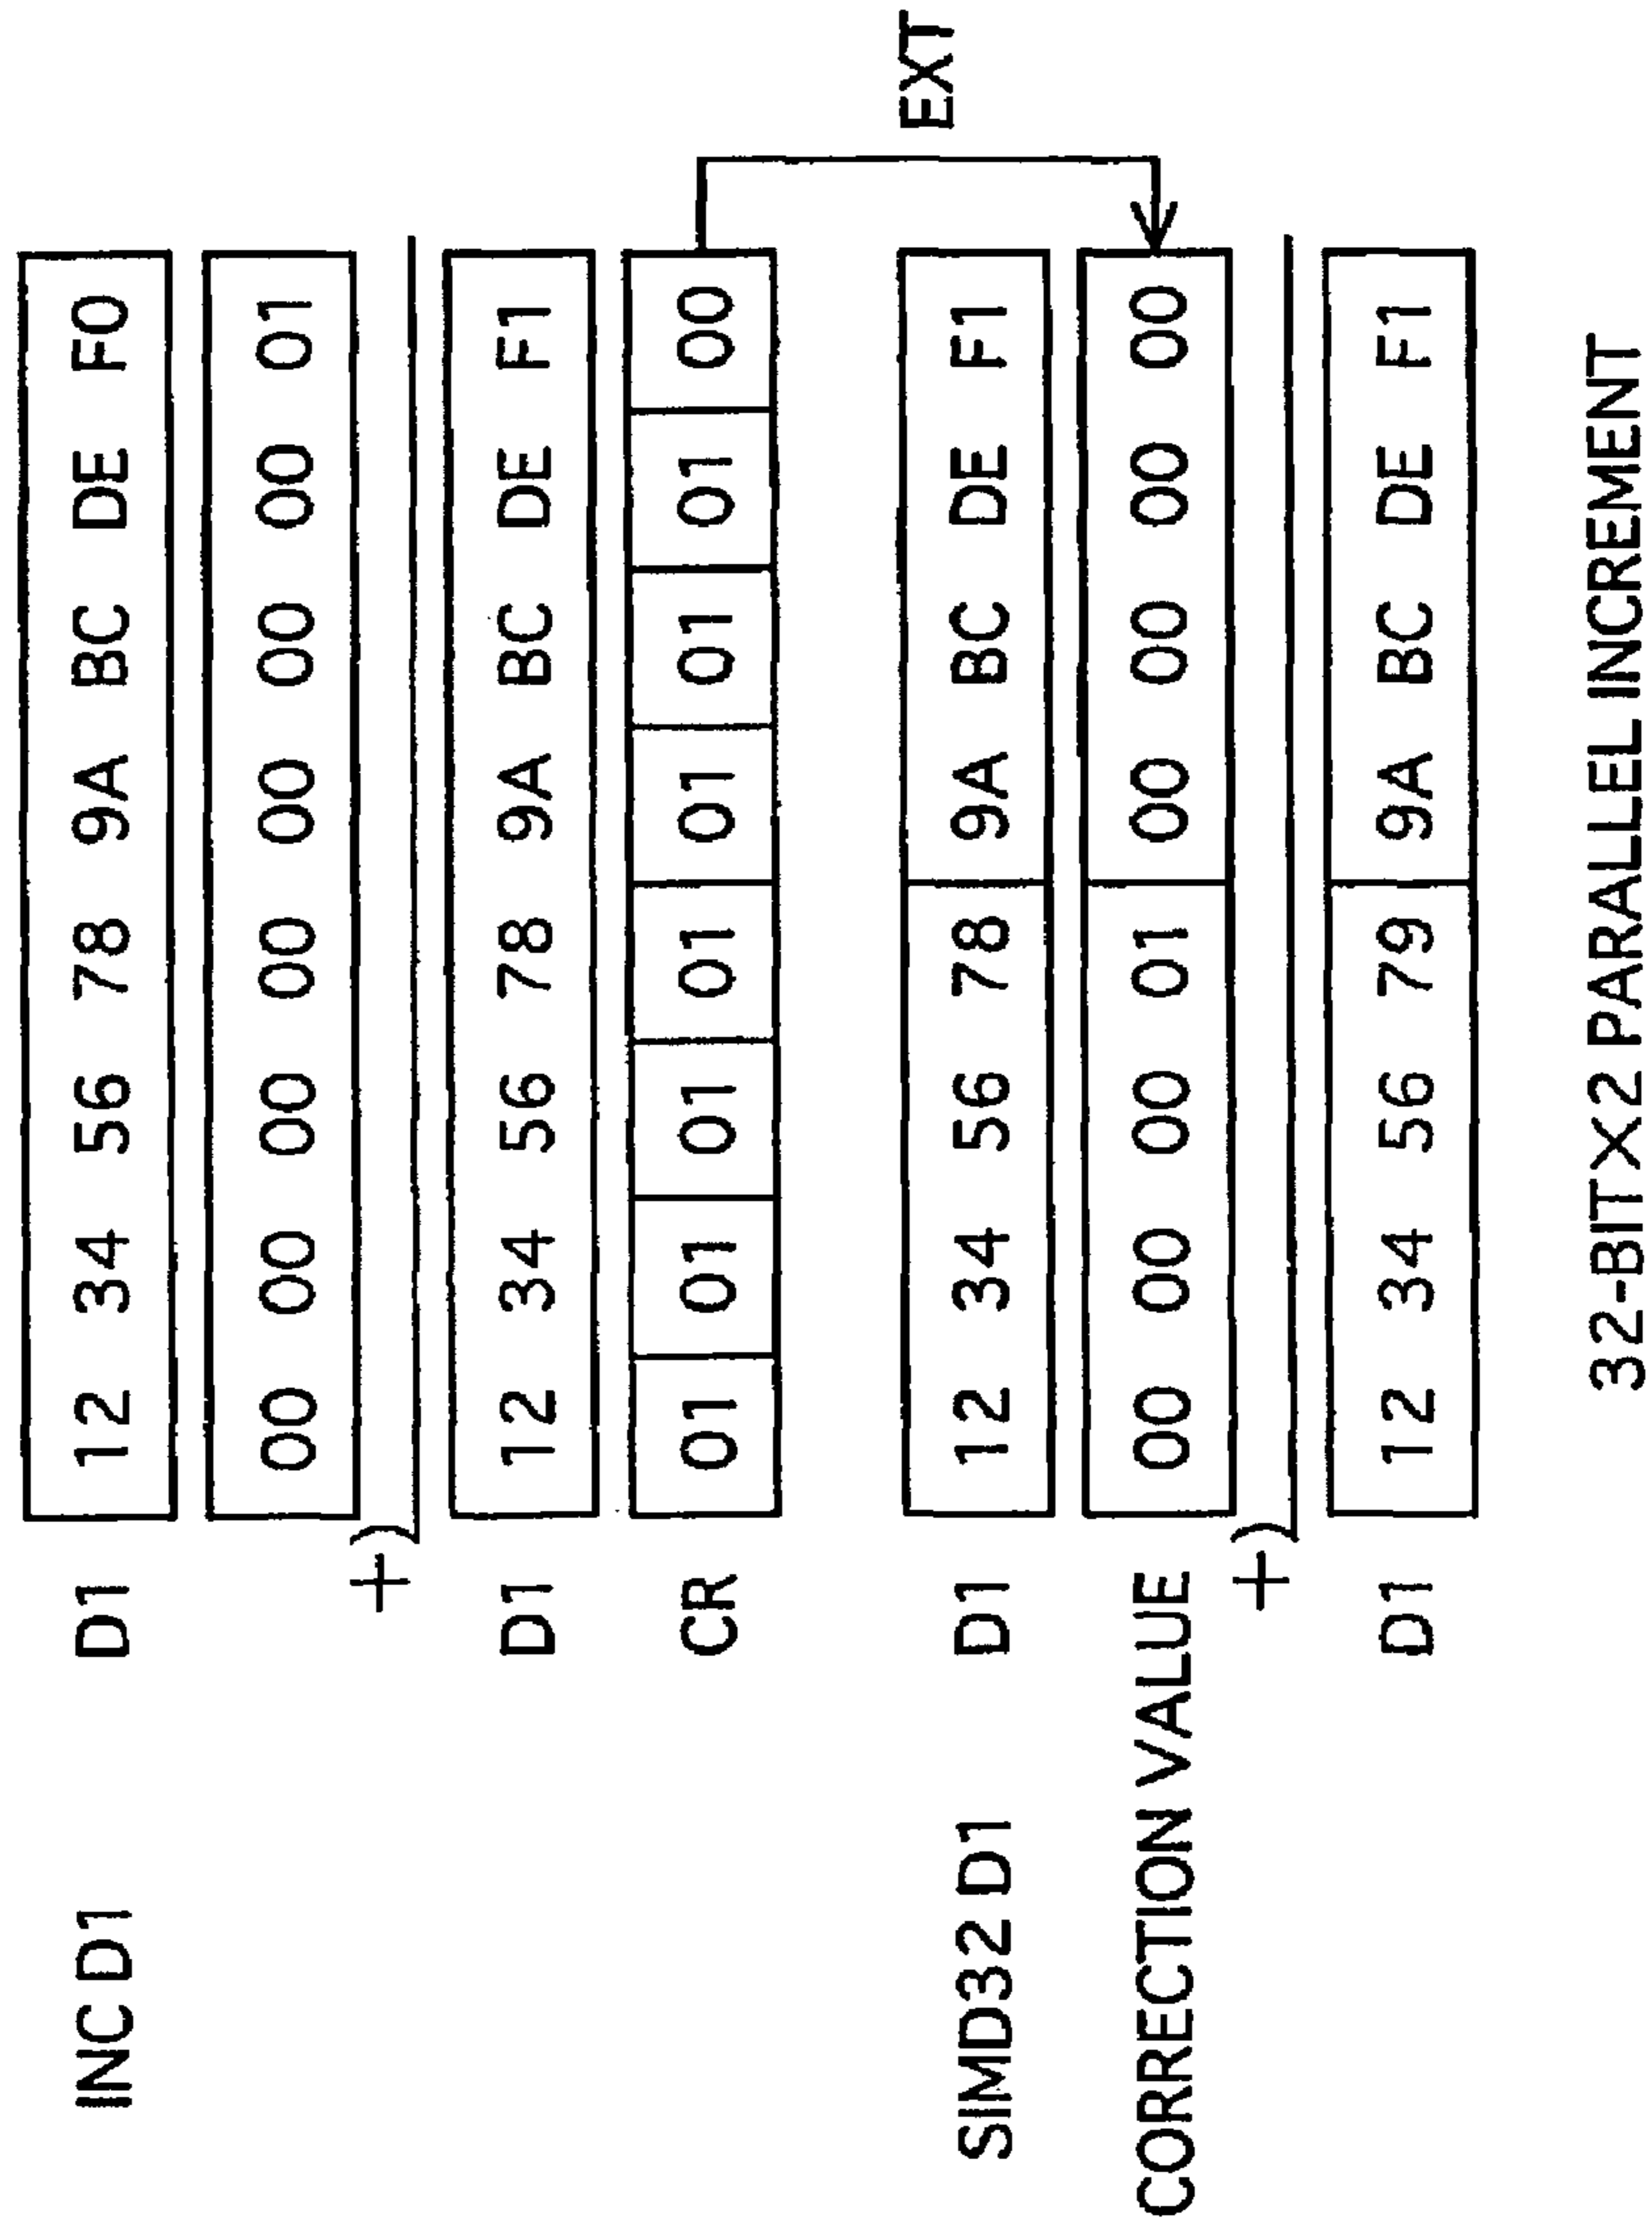 INC D1 D1 12 34 56 78 9A BC DE F0
00 00 00 00 00 00 00 01
+)
D1 12 34 56 78 9A BC DE F1
CR 01 01 01 01 01 01 01 00
EXT
SIMD32 D1 D1 12 34 56 78 9A BC DE F1
CORRECTION VALUE 00 00 00 01 00 00 00 00
+)
D1 12 34 56 79 9A BC DE F1
32-BIT×2 PARALLEL INCREMENT